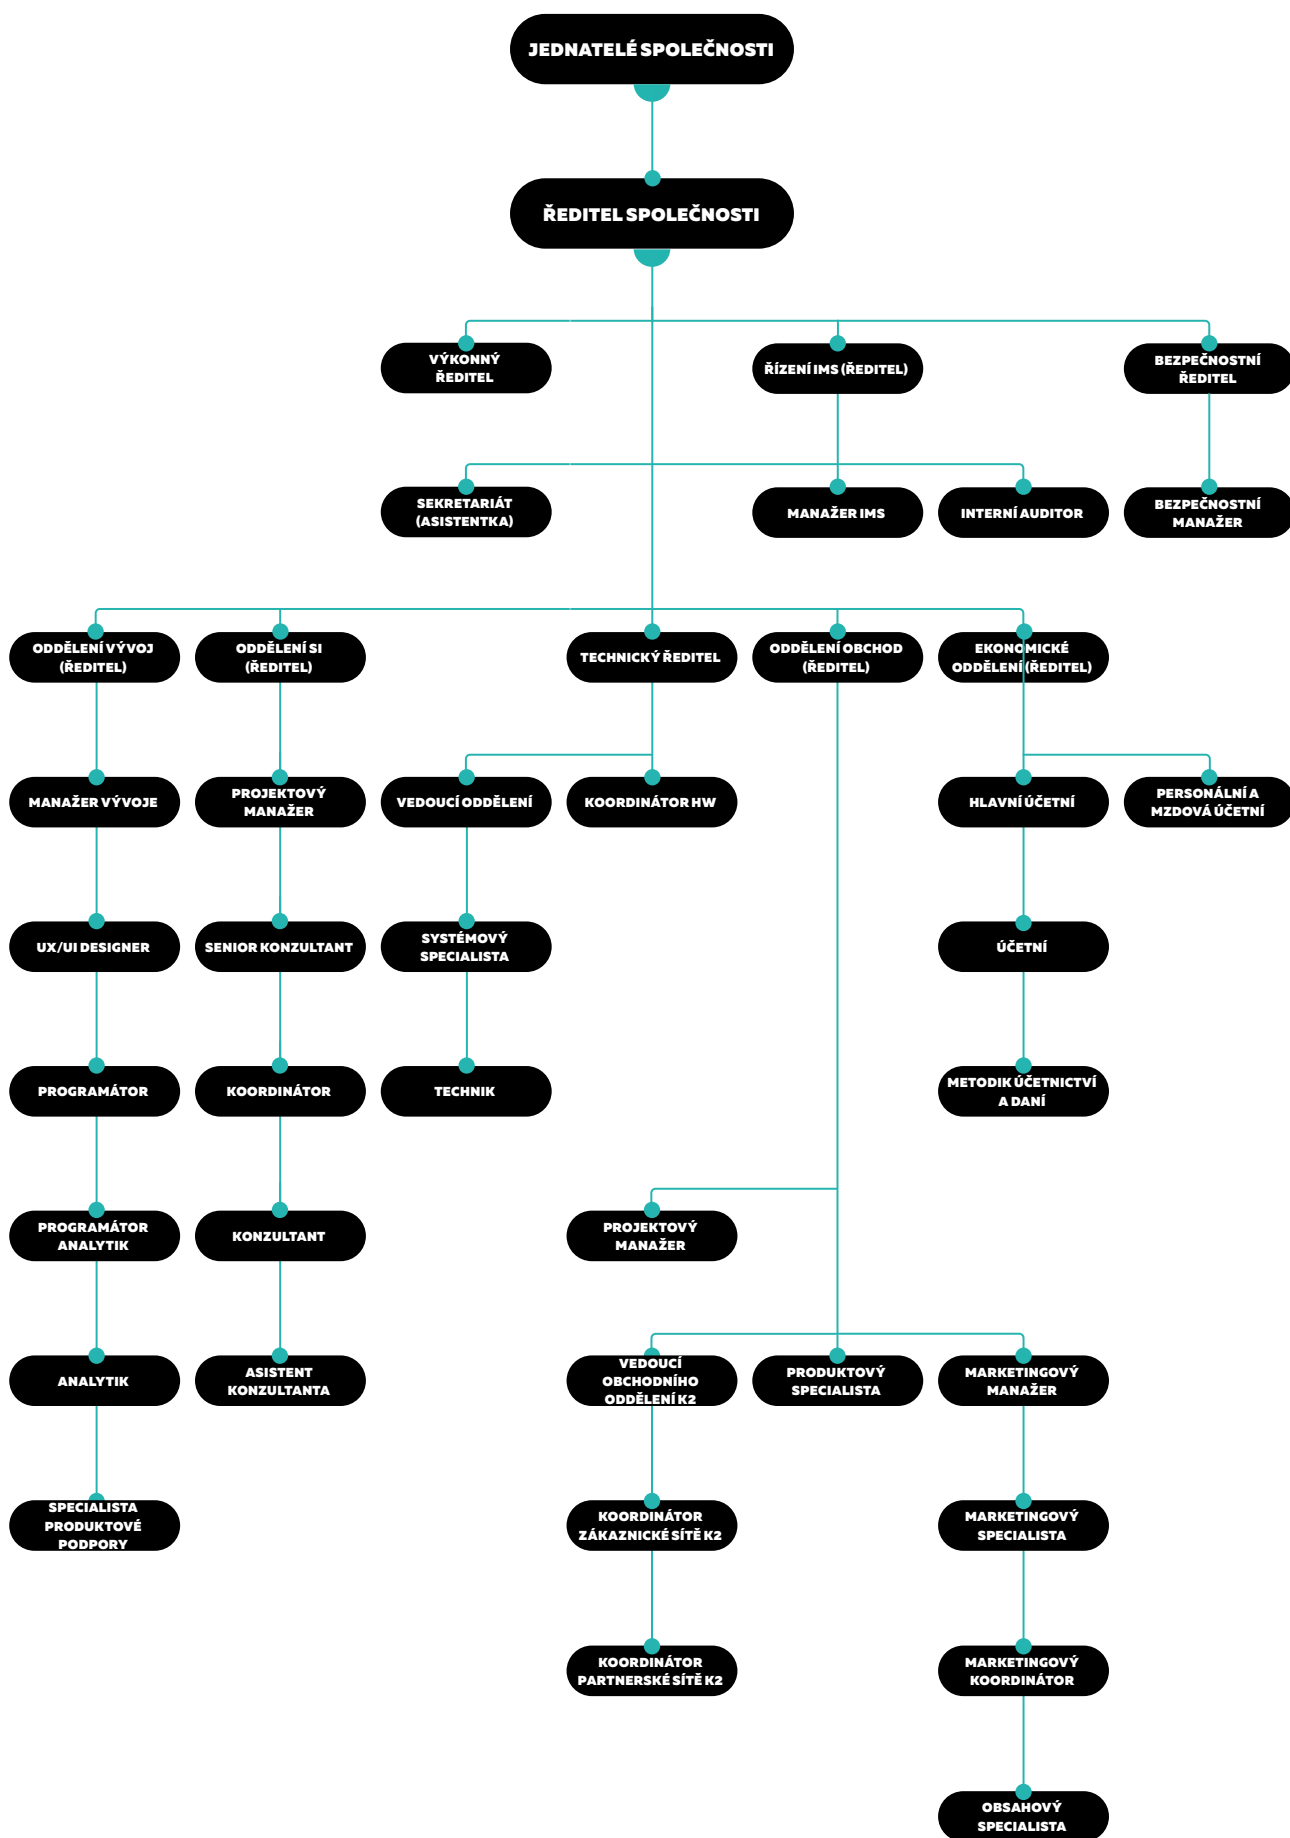 JEDNATELÉ SPOLEČNOSTI
ŘEDITEL SPOLEČNOSTI
VÝKONNÝ
ŘEDITEL
ŘÍZENÍ IMS (ŘEDITEL)
BEZPEČNOSTNÍ
ŘEDITEL
SEKRETARIÁT
(ASISTENTKA)
MANAŽER IMS
INTERNÍ AUDITOR
BEZPEČNOSTNÍ
MANAŽER
ODDĚLENÍ VÝVOJ
(ŘEDITEL)
ODDĚLENÍ SI
(ŘEDITEL)
TECHNICKÝ ŘEDITEL
ODDĚLENÍ OBCHOD
(ŘEDITEL)
EKONOMICKÉ
ODDĚLENÍ (ŘEDITEL)
MANAŽER VÝVOJE
PROJEKTOVÝ
MANAŽER
VEDOUCÍ ODDĚLENÍ
KOORDINÁTOR HW
HLAVNÍ ÚČETNÍ
PERSONÁLNÍ A
MZDOVÁ ÚČETNÍ
UX/UI DESIGNER
SENIOR KONZULTANT
SYSTÉMOVÝ
SPECIALISTA
ÚČETNÍ
PROGRAMÁTOR
KOORDINÁTOR
TECHNIK
METODIK ÚČETNICTVÍ
A DANÍ
PROGRAMÁTOR
ANALYTIK
KONZULTANT
PROJEKTOVÝ
MANAŽER
ANALYTIK
ASISTENT
KONZULTANTA
VEDOUCÍ
OBCHODNÍHO
ODDĚLENÍ K2
PRODUKTOVÝ
SPECIALISTA
MARKETINGOVÝ
MANAŽER
SPECIALISTA
PRODUKTOVÉ
PODPORY
KOORDINÁTOR
ZÁKAZNICKÉ SÍTĚ K2
MARKETINGOVÝ
SPECIALISTA
KOORDINÁTOR
PARTNERSKÉ SÍTĚ K2
MARKETINGOVÝ
KOORDINÁTOR
OBSAHOVÝ
SPECIALISTA